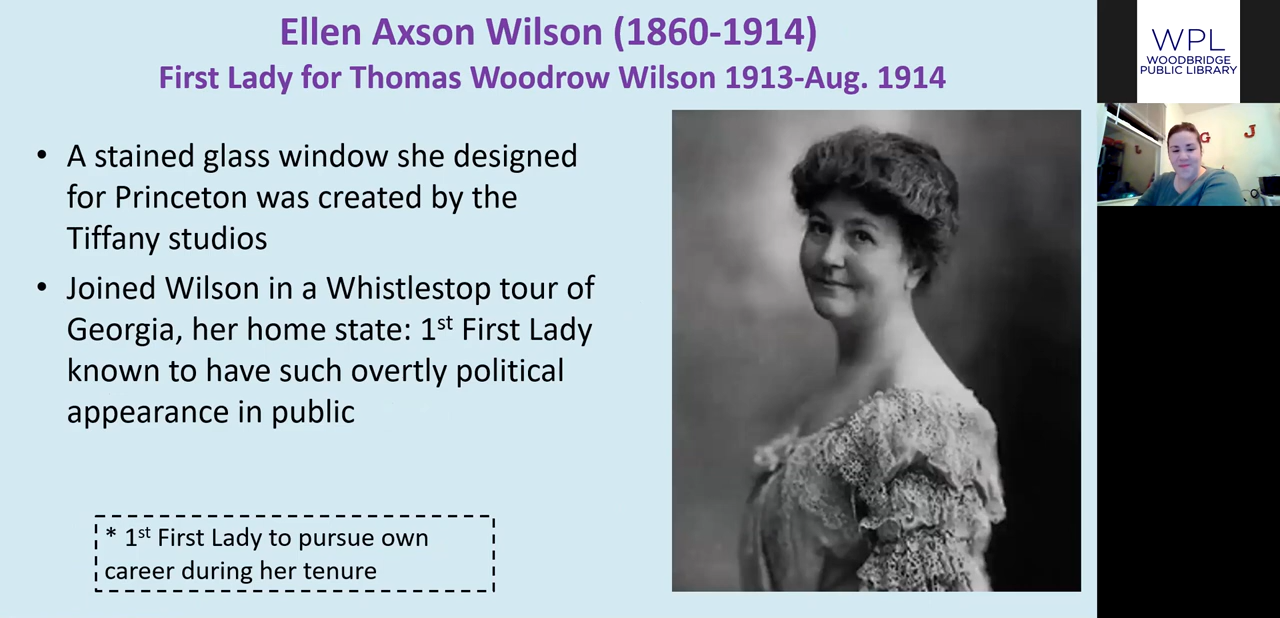 Ellen Axson Wilson (1860-1914)
First Lady for Thomas Woodrow Wilson 1913-Aug. 1914
• A stained glass window she designed
for Princeton was created by the
Tiffany studios
• Joined Wilson in a Whistlestop tour of
Georgia, her home state: 1st First Lady
known to have such overtly political
appearance in public
* 1st First Lady to pursue own
career during her tenure
WPL
WOODBRIDGE
PUBLIC LIBRARY
G J